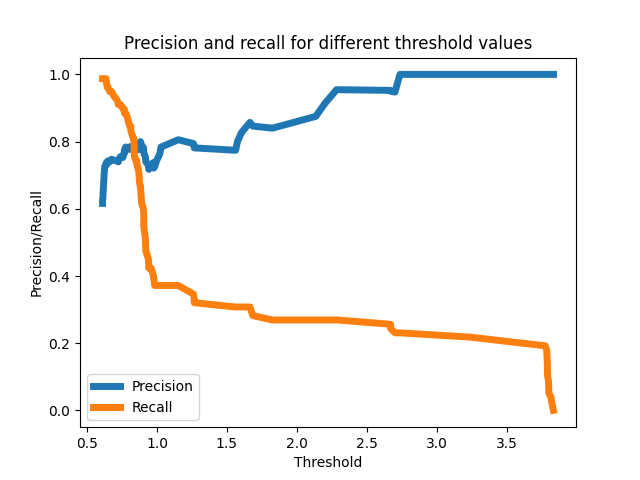 Precision and recall for different threshold values
1.0
0.8
0.6
0.4
0.2
0.0
Precision/Recall
Precision
Recall
0.5 1.0 1.5 2.0 2.5 3.0 3.5
Threshold